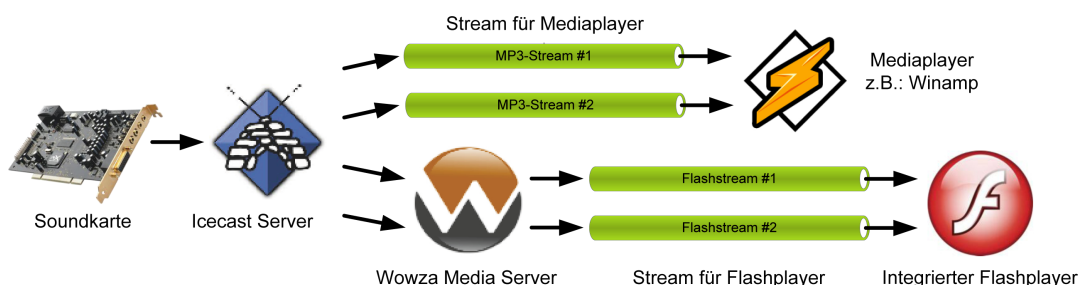 Stream für Mediaplayer
MP3-Stream #1
MP3-Stream #2
Mediaplayer
z.B.: Winamp
Soundkarte
Icecast Server
Flashstream #1
Flashstream #2
Wowza Media Server
Stream für Flashplayer
Integrierter Flashplayer